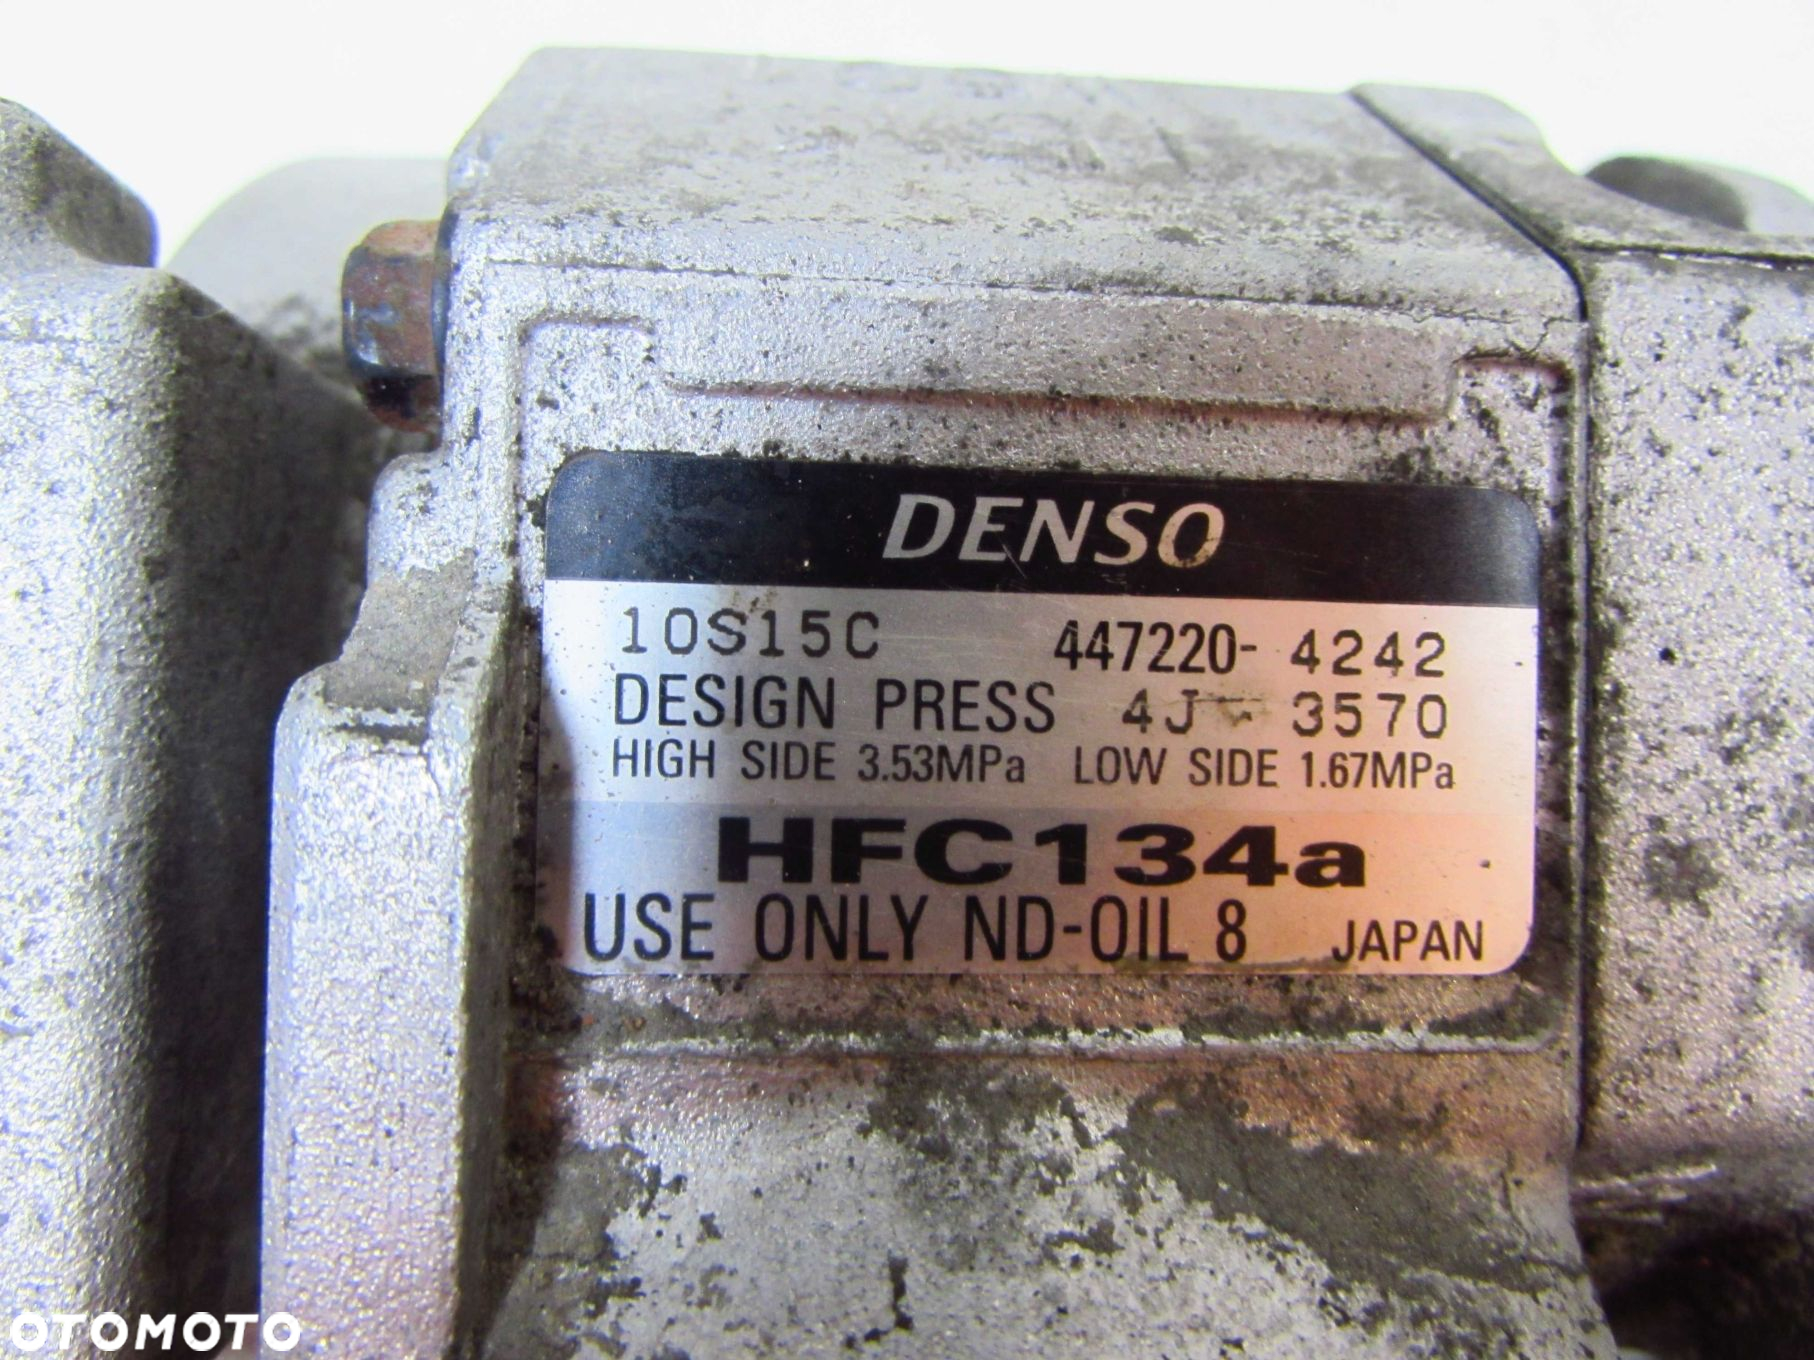 DENSO
10S15C 447220- 4242
DESIGN PRESS 4J - 3570
HIGH SIDE 3.53MPa LOW SIDE 1.67MPa
HFC134a
USE ONLY ND-OIL 8 JAPAN
OTOMOTO